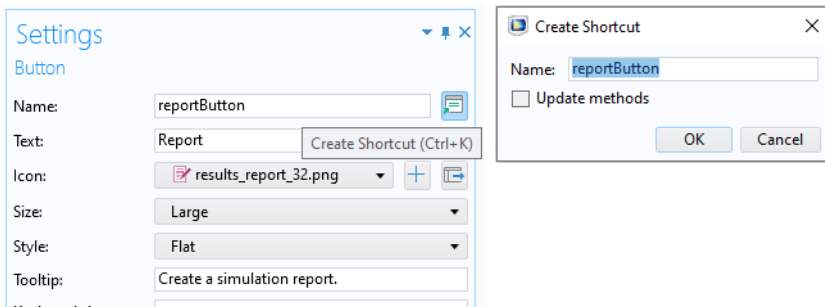 Settings
Button
Name:
reportButton
Text:
Report
Create Shortcut (Ctrl+K)
Icon:
results_report_32.png
Size:
Large
Style:
Flat
Tooltip:
Create a simulation report.
Create Shortcut
Name:
reportButton
Update methods
OK
Cancel